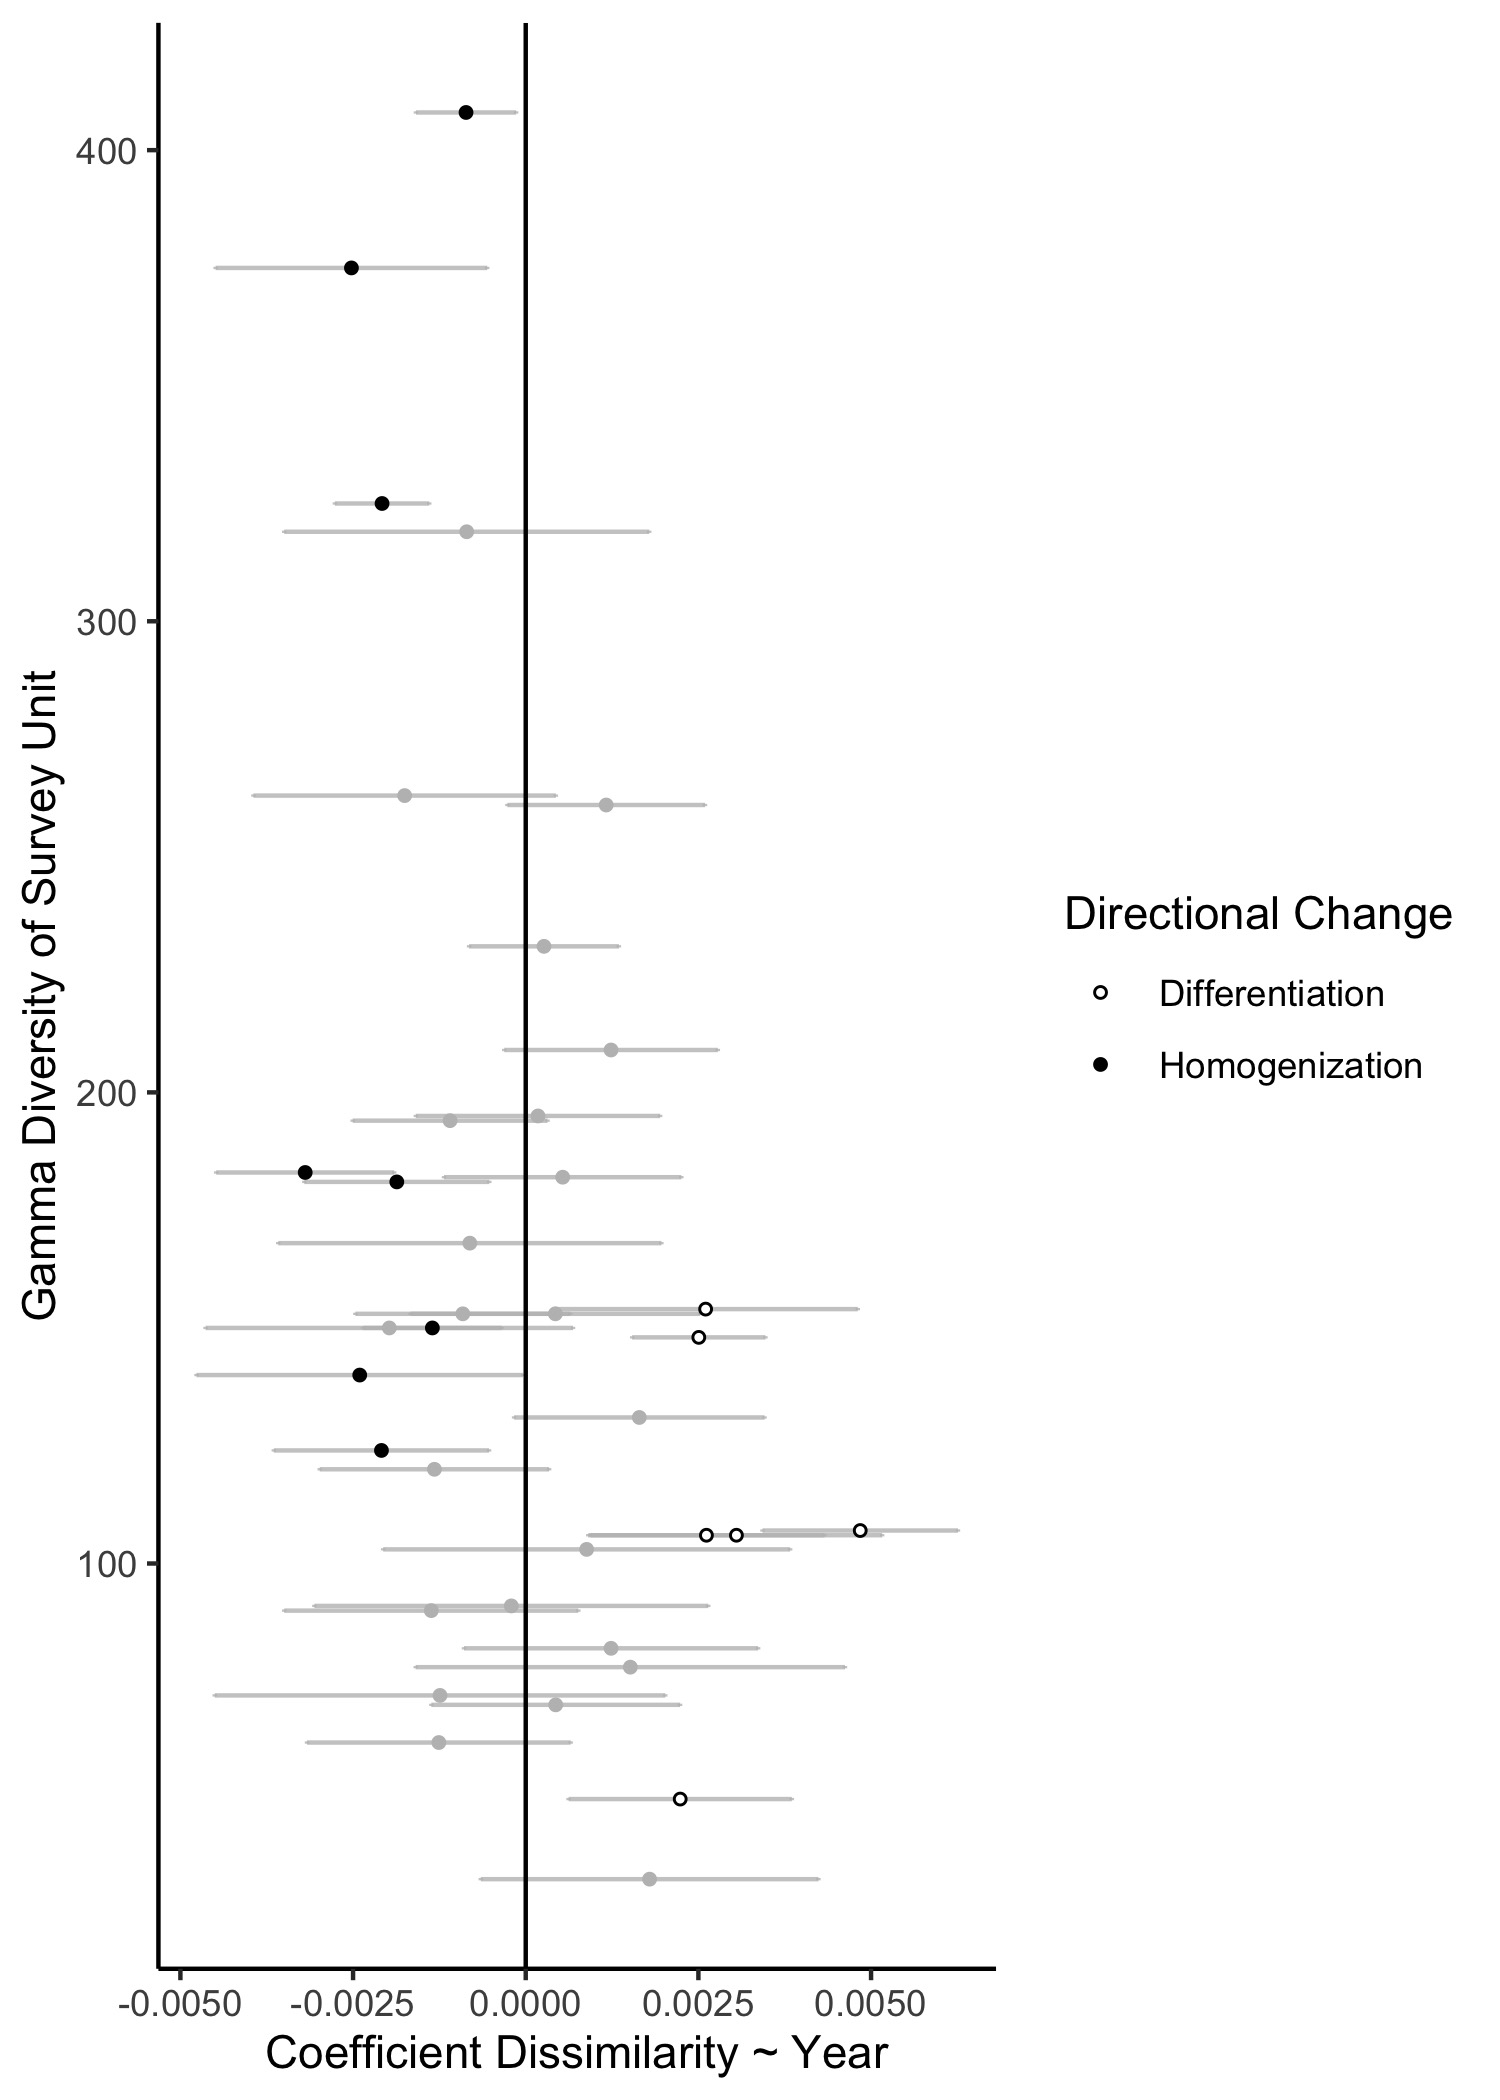 Gamma Diversity of Survey Unit
400
300
200
100
-0.0050 -0.0025 0.0000 0.0025 0.0050
Coefficient Dissimilarity ~ Year
Directional Change
Differentiation
Homogenization